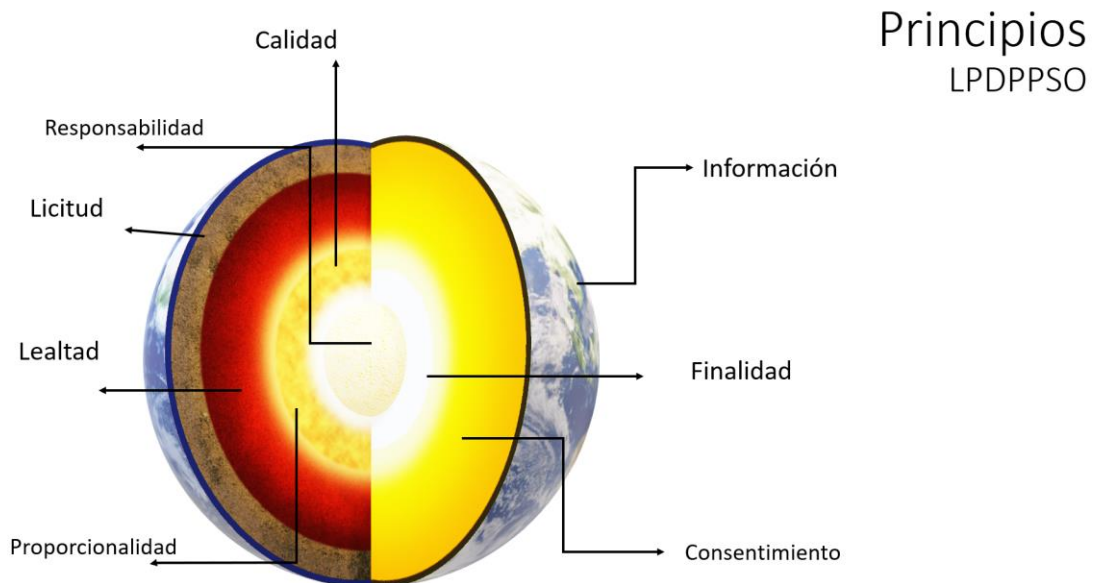 Principios
LPDPPSO
Calidad
Responsabilidad
Información
Licitud
Lealtad
Finalidad
Proporcionalidad
Consentimiento